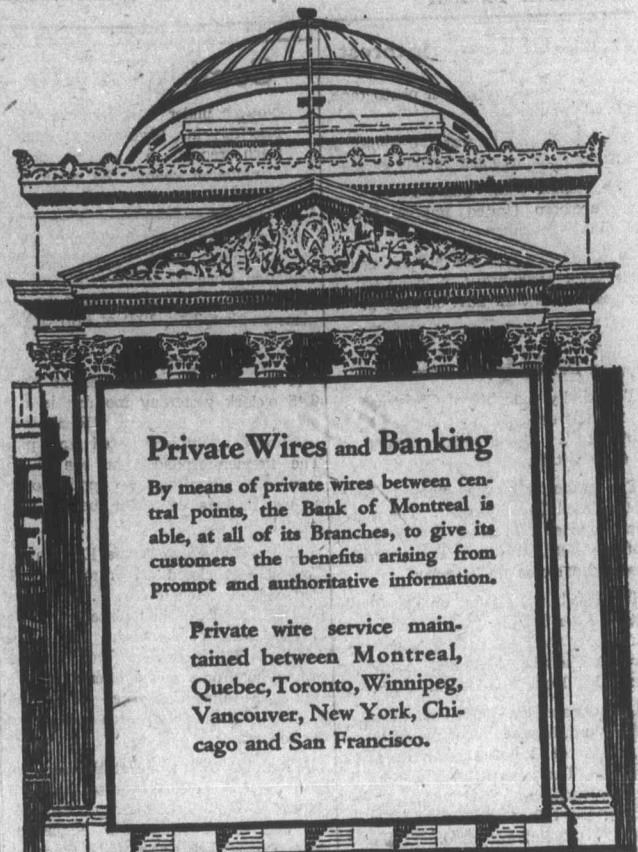 Private Wires and Banking
By means of private wires between cen-
tral points, the Bank of Montreal is
able, at all of its Branches, to give its
customers the benefits arising from
prompt and authoritative information.
Private wire service main-
tained between Montreal,
Quebec, Toronto, Winnipeg,
Vancouver, New York, Chi-
cago and San Francisco.